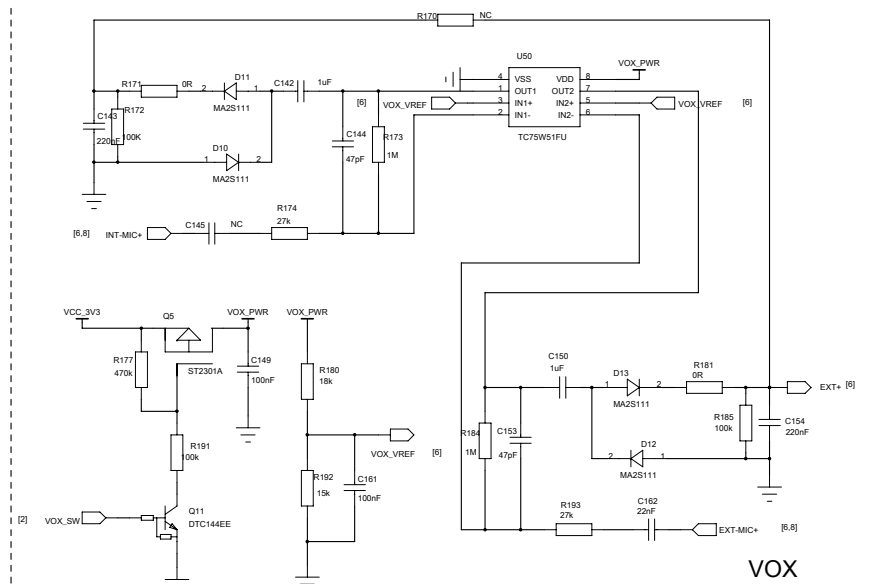 R170 NC
U50
VOX_PWR
R171 0R 2 D11 1 C142 1uF
MA2S111
4 VSS VDD 8
1 OUT1 OUT2 7
[6] VOX_VREF 3 IN1+ IN2+ 5 VOX_VREF [6]
2 IN1- IN2- 6
TC75W51FU
R172
100K
C143
220nF
C144
47pF
R173
1M
D10
1 2
MA2S111
R174
27k
[6,8] INT-MIC+ C145 NC
VCC_3V3 Q5 VOX_PWR VOX_PWR
R177
470k
ST2301A
C149
100nF
R180
18k
C150
1uF
D13
1 2
MA2S111
R181
0R
EXT+ [6]
R185
100k
C154
220nF
R191
100k
VOX_VREF [6]
R184
1M
C153
47pF
D12
2 1
MA2S111
R192
15k
C161
100nF
[2] VOX_SW
Q11
DTC144EE
R193
27k
C162
22nF
EXT-MIC+ [6,8]
VOX